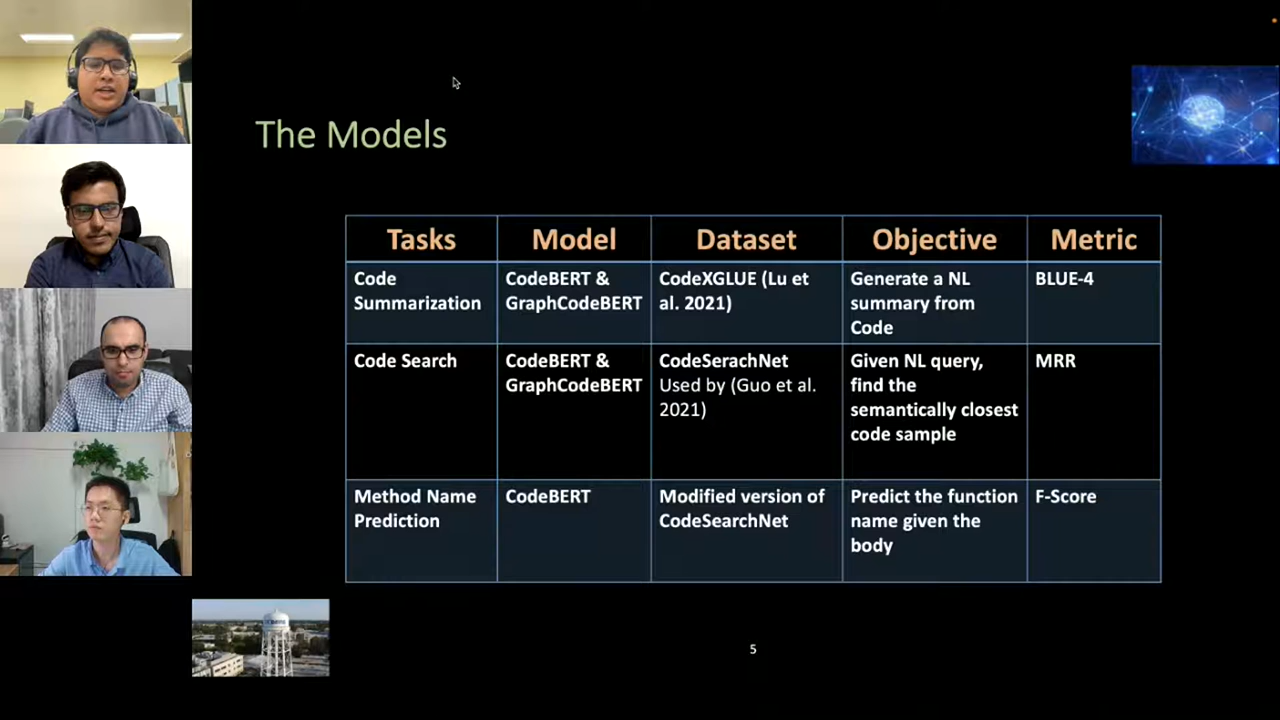 The Models
Tasks Model Dataset Objective Metric
Code
Summarization
CodeBERT &
GraphCodeBERT
CodeXGLUE (Lu et
al. 2021)
Generate a NL
summary from
Code
BLUE-4
Code Search
CodeBERT &
GraphCodeBERT
CodeSerachNet
Used by (Guo et al.
2021)
Given NL query,
find the
semantically closest
code sample
MRR
Method Name
Prediction
CodeBERT
Modified version of
CodeSearchNet
Predict the function
name given the
body
F-Score
5